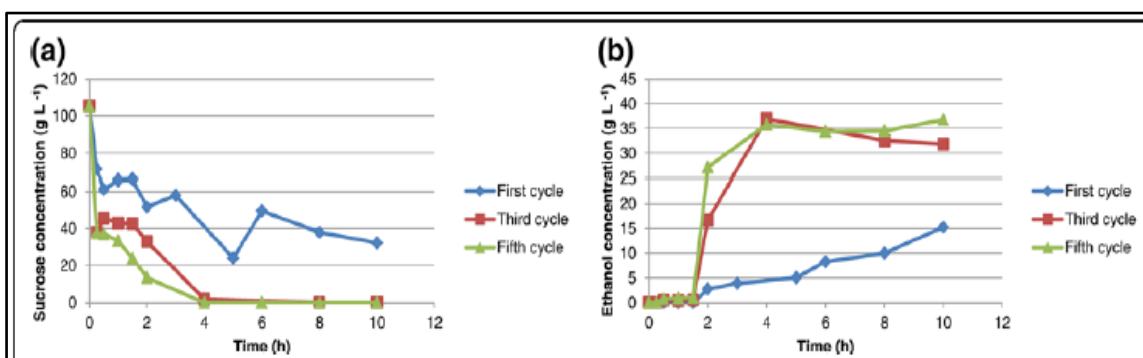 (a)
Sucrose concentration (g L⁻¹)
120
100
80
60
40
20
0
0 2 4 6 8 10 12
Time (h)
First cycle
Third cycle
Fifth cycle
(b)
Ethanol concentration (g L⁻¹)
45
40
35
30
25
20
15
10
5
0
0 2 4 6 8 10 12
Time (h)
First cycle
Third cycle
Fifth cycle